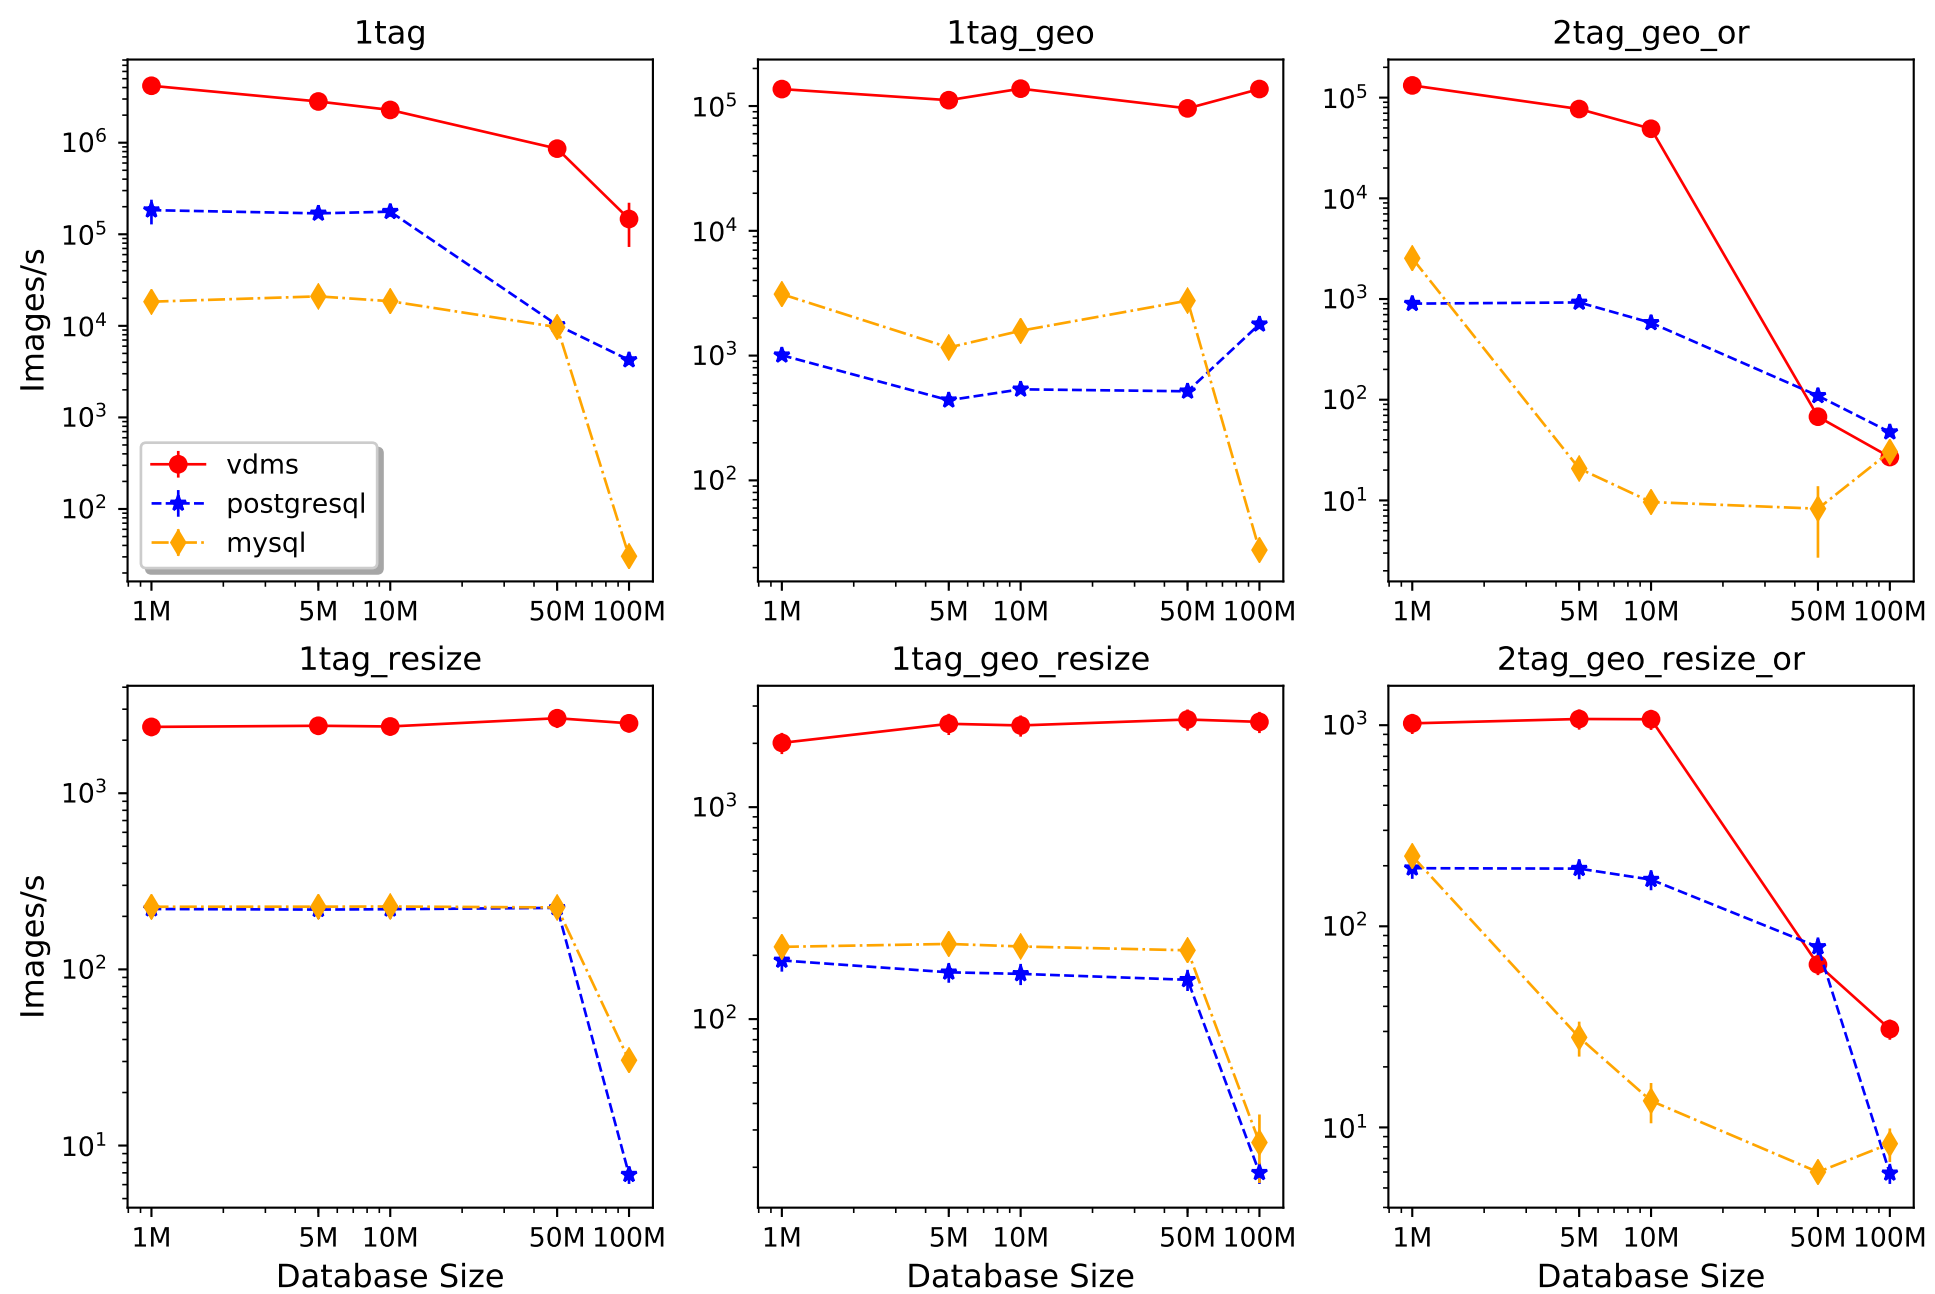 1tag
Images/s
10^6
10^5
10^4
10^3
10^2
vdms
postgresql
mysql
1M 5M 10M 50M 100M
1tag_geo
10^5
10^4
10^3
10^2
1M 5M 10M 50M 100M
2tag_geo_or
10^5
10^4
10^3
10^2
10^1
1M 5M 10M 50M 100M
1tag_resize
Images/s
10^3
10^2
10^1
1M 5M 10M 50M 100M
Database Size
1tag_geo_resize
10^3
10^2
1M 5M 10M 50M 100M
Database Size
2tag_geo_resize_or
10^3
10^2
10^1
1M 5M 10M 50M 100M
Database Size